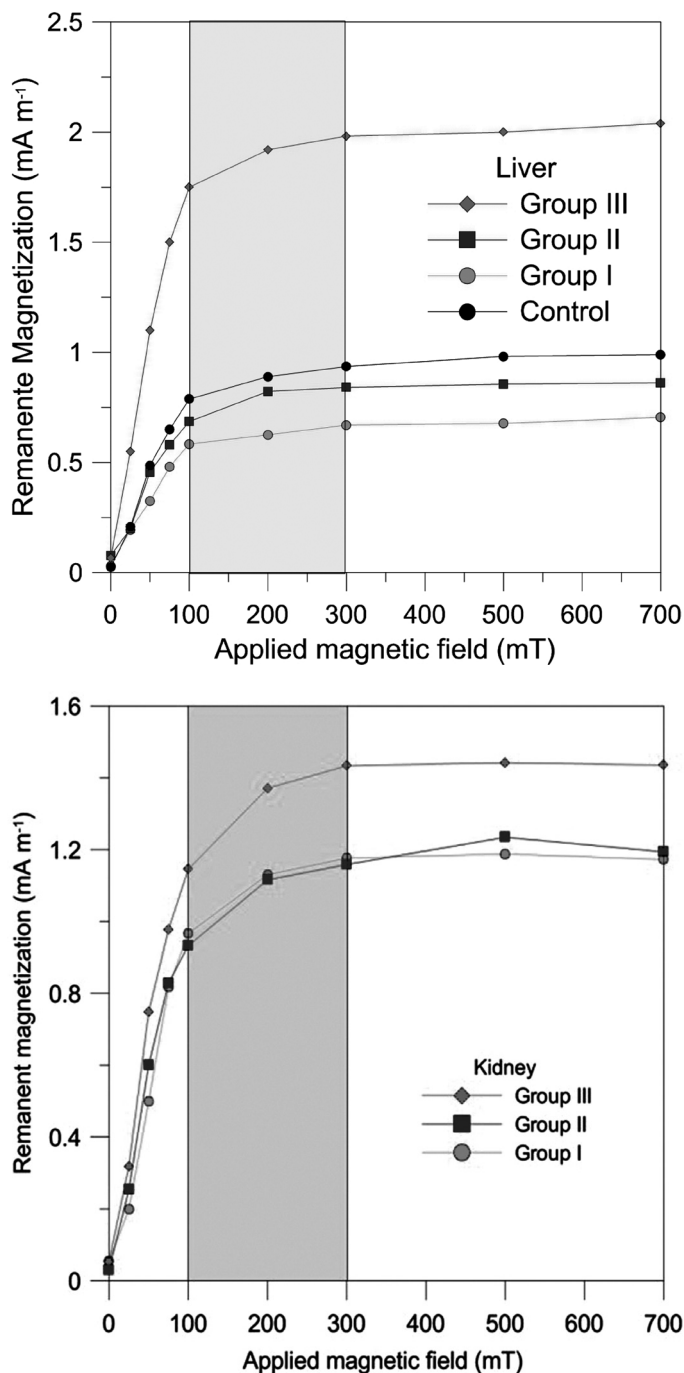 2.5
2
1.5
1
0.5
0
Remanente Magnetization (mA m⁻¹)
Liver
Group III
Group II
Group I
Control
0 100 200 300 400 500 600 700
Applied magnetic field (mT)
1.6
1.2
0.8
0.4
0
Remanent magnetization (mA m⁻¹)
Kidney
Group III
Group II
Group I
0 100 200 300 400 500 600 700
Applied magnetic field (mT)